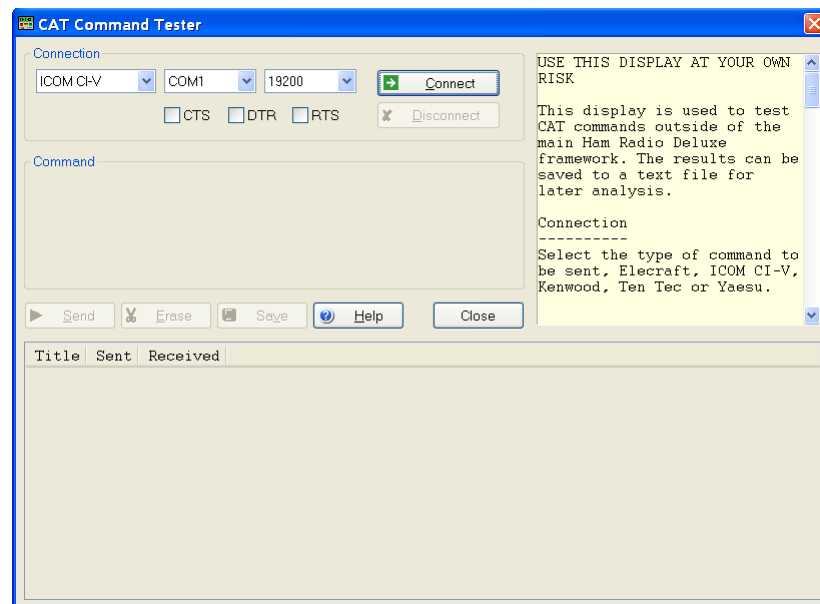 CAT Command Tester
Connection
ICOM CI-V COM1 19200 Connect
CTS DTR RTS Disconnect
Command
Send Erase Save Help Close
USE THIS DISPLAY AT YOUR OWN
RISK
This display is used to test
CAT commands outside of the
main Ham Radio Deluxe
framework. The results can be
saved to a text file for
later analysis.
Connection
----------
Select the type of command to
be sent, Elecraft, ICOM CI-V,
Kenwood, Ten Tec or Yaesu.
Title Sent Received